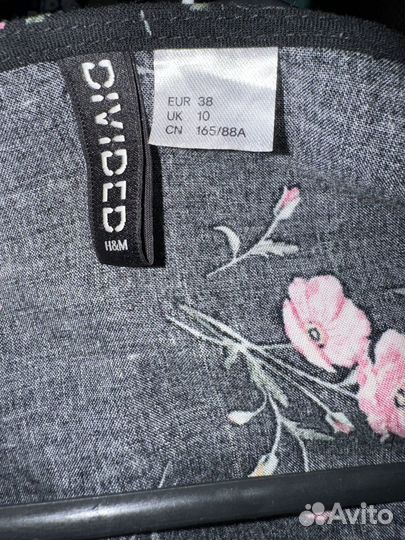 DIVIDED
H&M
EUR 38
UK 10
CN 165/88A
Avito